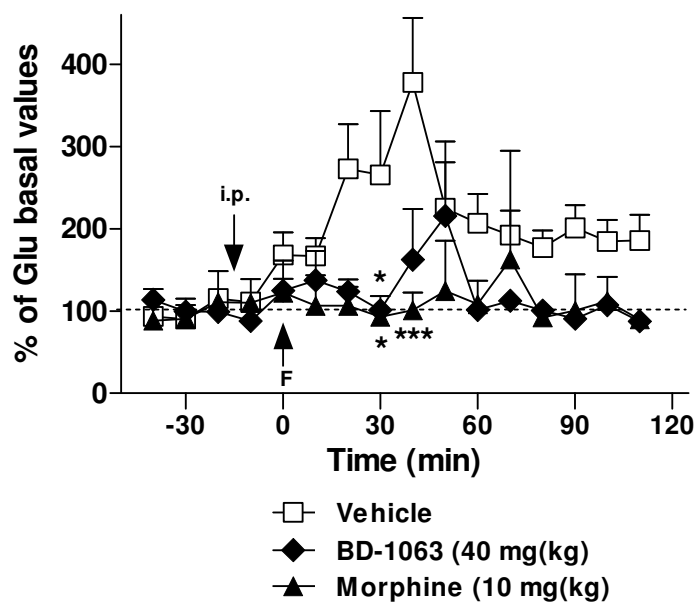 % of Glu basal values
400
300
200
100
0
i.p.
*
*
***
F
-30 0 30 60 90 120
Time (min)
Vehicle
BD-1063 (40 mg(kg)
Morphine (10 mg(kg)